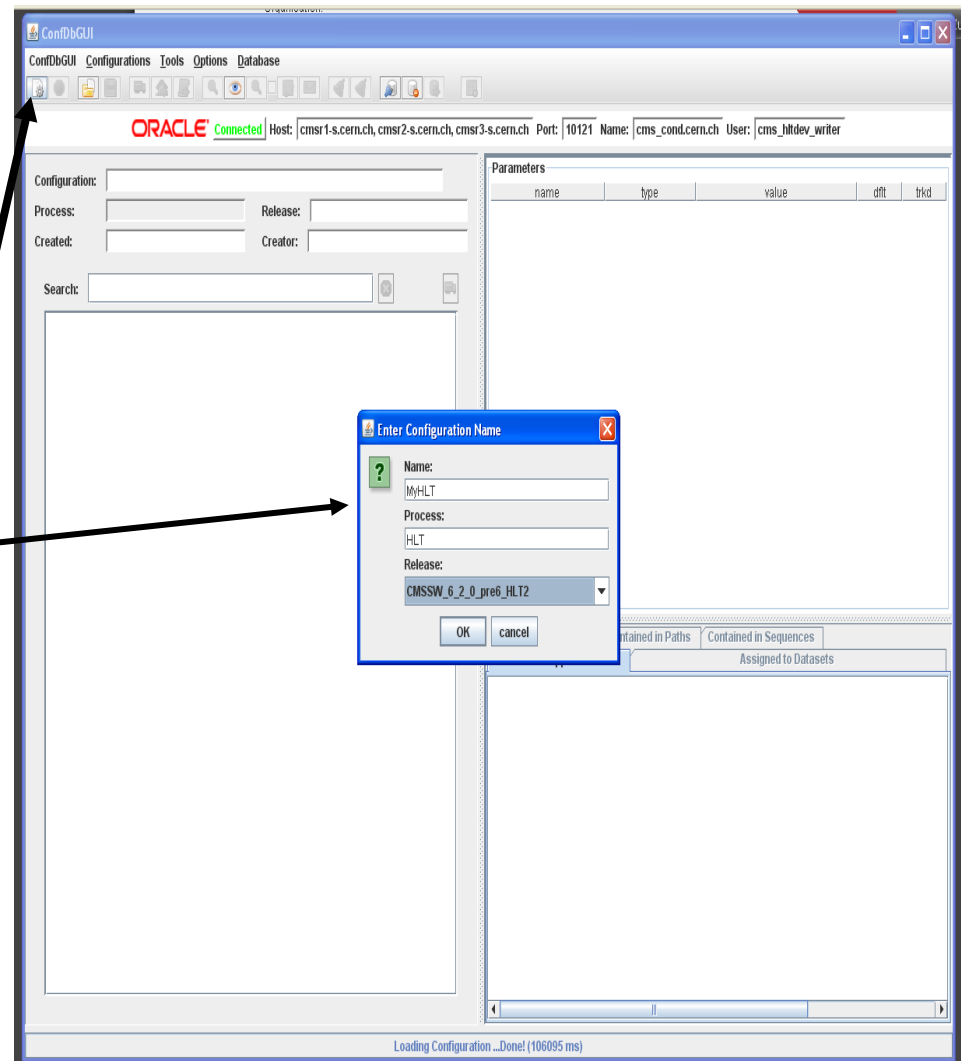 ConfDbGUI
ConfDbGUI Configurations Tools Options Database
ORACLE Connected Host: cmsr1-s.cern.ch, cmsr2-s.cern.ch, cmsr3-s.cern.ch Port: 10121 Name: cms_cond.cern.ch User: cms_hltdev_writer
Configuration:
Process: Release:
Created: Creator:
Search:
Parameters
name type value dflt trkd
Enter Configuration Name
?
Name:
MyHLT
Process:
HLT
Release:
CMSSW_6_2_0_pre6_HLT2
OK cancel
Contained in Sequences
Assigned to Datasets
Loading Configuration ...Done! (106095 ms)